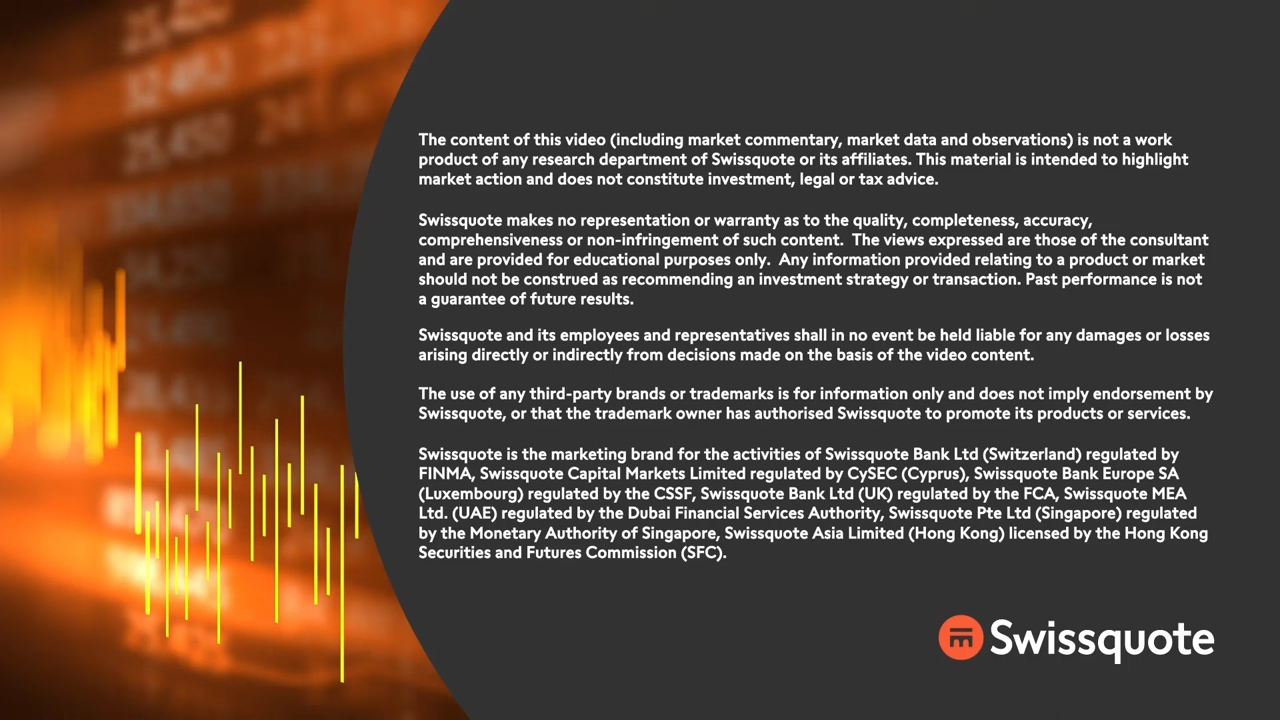 The content of this video (including market commentary, market data and observations) is not a work
product of any research department of Swissquote or its affiliates. This material is intended to highlight
market action and does not constitute investment, legal or tax advice.
Swissquote makes no representation or warranty as to the quality, completeness, accuracy,
comprehensiveness or non-infringement of such content.  The views expressed are those of the consultant
and are provided for educational purposes only.  Any information provided relating to a product or market
should not be construed as recommending an investment strategy or transaction. Past performance is not
a guarantee of future results.
Swissquote and its employees and representatives shall in no event be held liable for any damages or losses
arising directly or indirectly from decisions made on the basis of the video content.
The use of any third-party brands or trademarks is for information only and does not imply endorsement by
Swissquote, or that the trademark owner has authorised Swissquote to promote its products or services.
Swissquote is the marketing brand for the activities of Swissquote Bank Ltd (Switzerland) regulated by
FINMA, Swissquote Capital Markets Limited regulated by CySEC (Cyprus), Swissquote Bank Europe SA
(Luxembourg) regulated by the CSSF, Swissquote Bank Ltd (UK) regulated by the FCA, Swissquote MEA
Ltd. (UAE) regulated by the Dubai Financial Services Authority, Swissquote Pte Ltd (Singapore) regulated
by the Monetary Authority of Singapore, Swissquote Asia Limited (Hong Kong) licensed by the Hong Kong
Securities and Futures Commission (SFC).
Swissquote